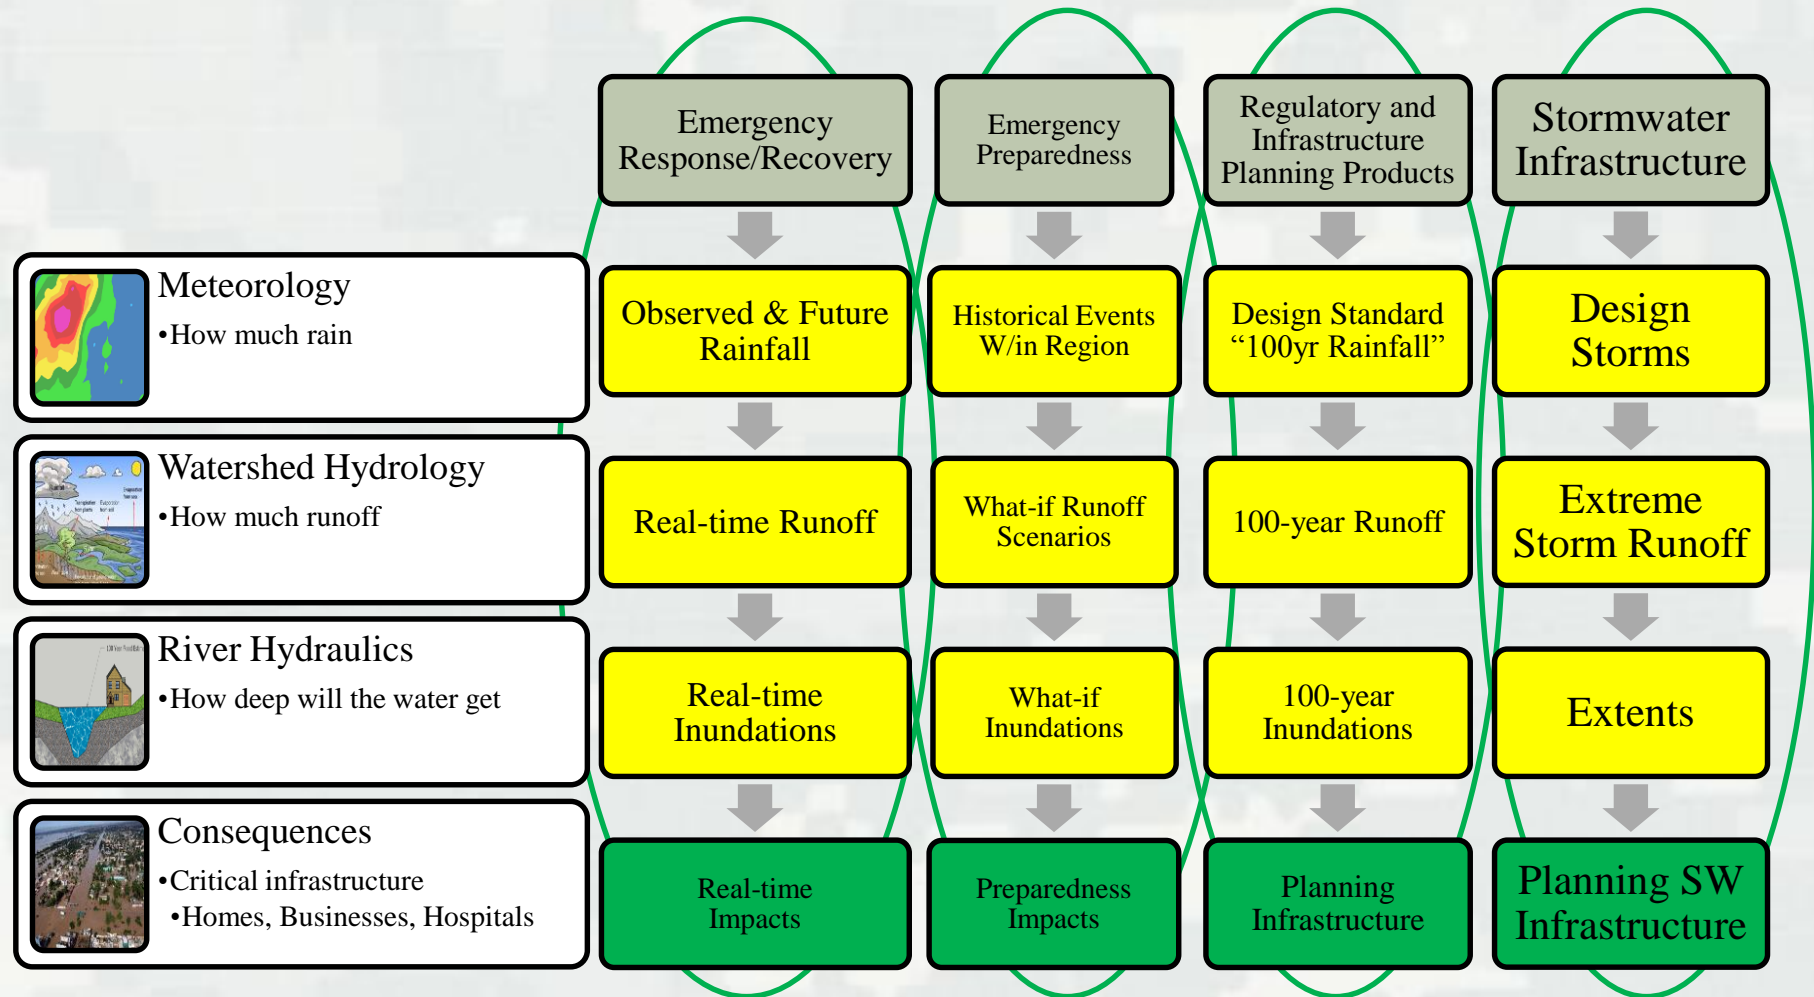 Emergency
Response/Recovery
Emergency
Preparedness
Regulatory and
Infrastructure
Planning Products
Stormwater
Infrastructure
Meteorology
•How much rain
Observed & Future
Rainfall
Historical Events
W/in Region
Design Standard
“100yr Rainfall”
Design
Storms
Watershed Hydrology
•How much runoff
Real-time Runoff
What-if Runoff
Scenarios
100-year Runoff
Extreme
Storm Runoff
River Hydraulics
•How deep will the water get
Real-time
Inundations
What-if
Inundations
100-year
Inundations
Extents
Consequences
•Critical infrastructure
•Homes, Businesses, Hospitals
Real-time
Impacts
Preparedness
Impacts
Planning
Infrastructure
Planning SW
Infrastructure